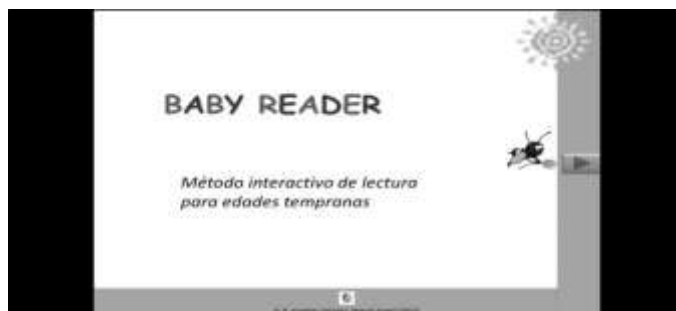 BABY READER
Método interactivo de lectura
para edades tempranas